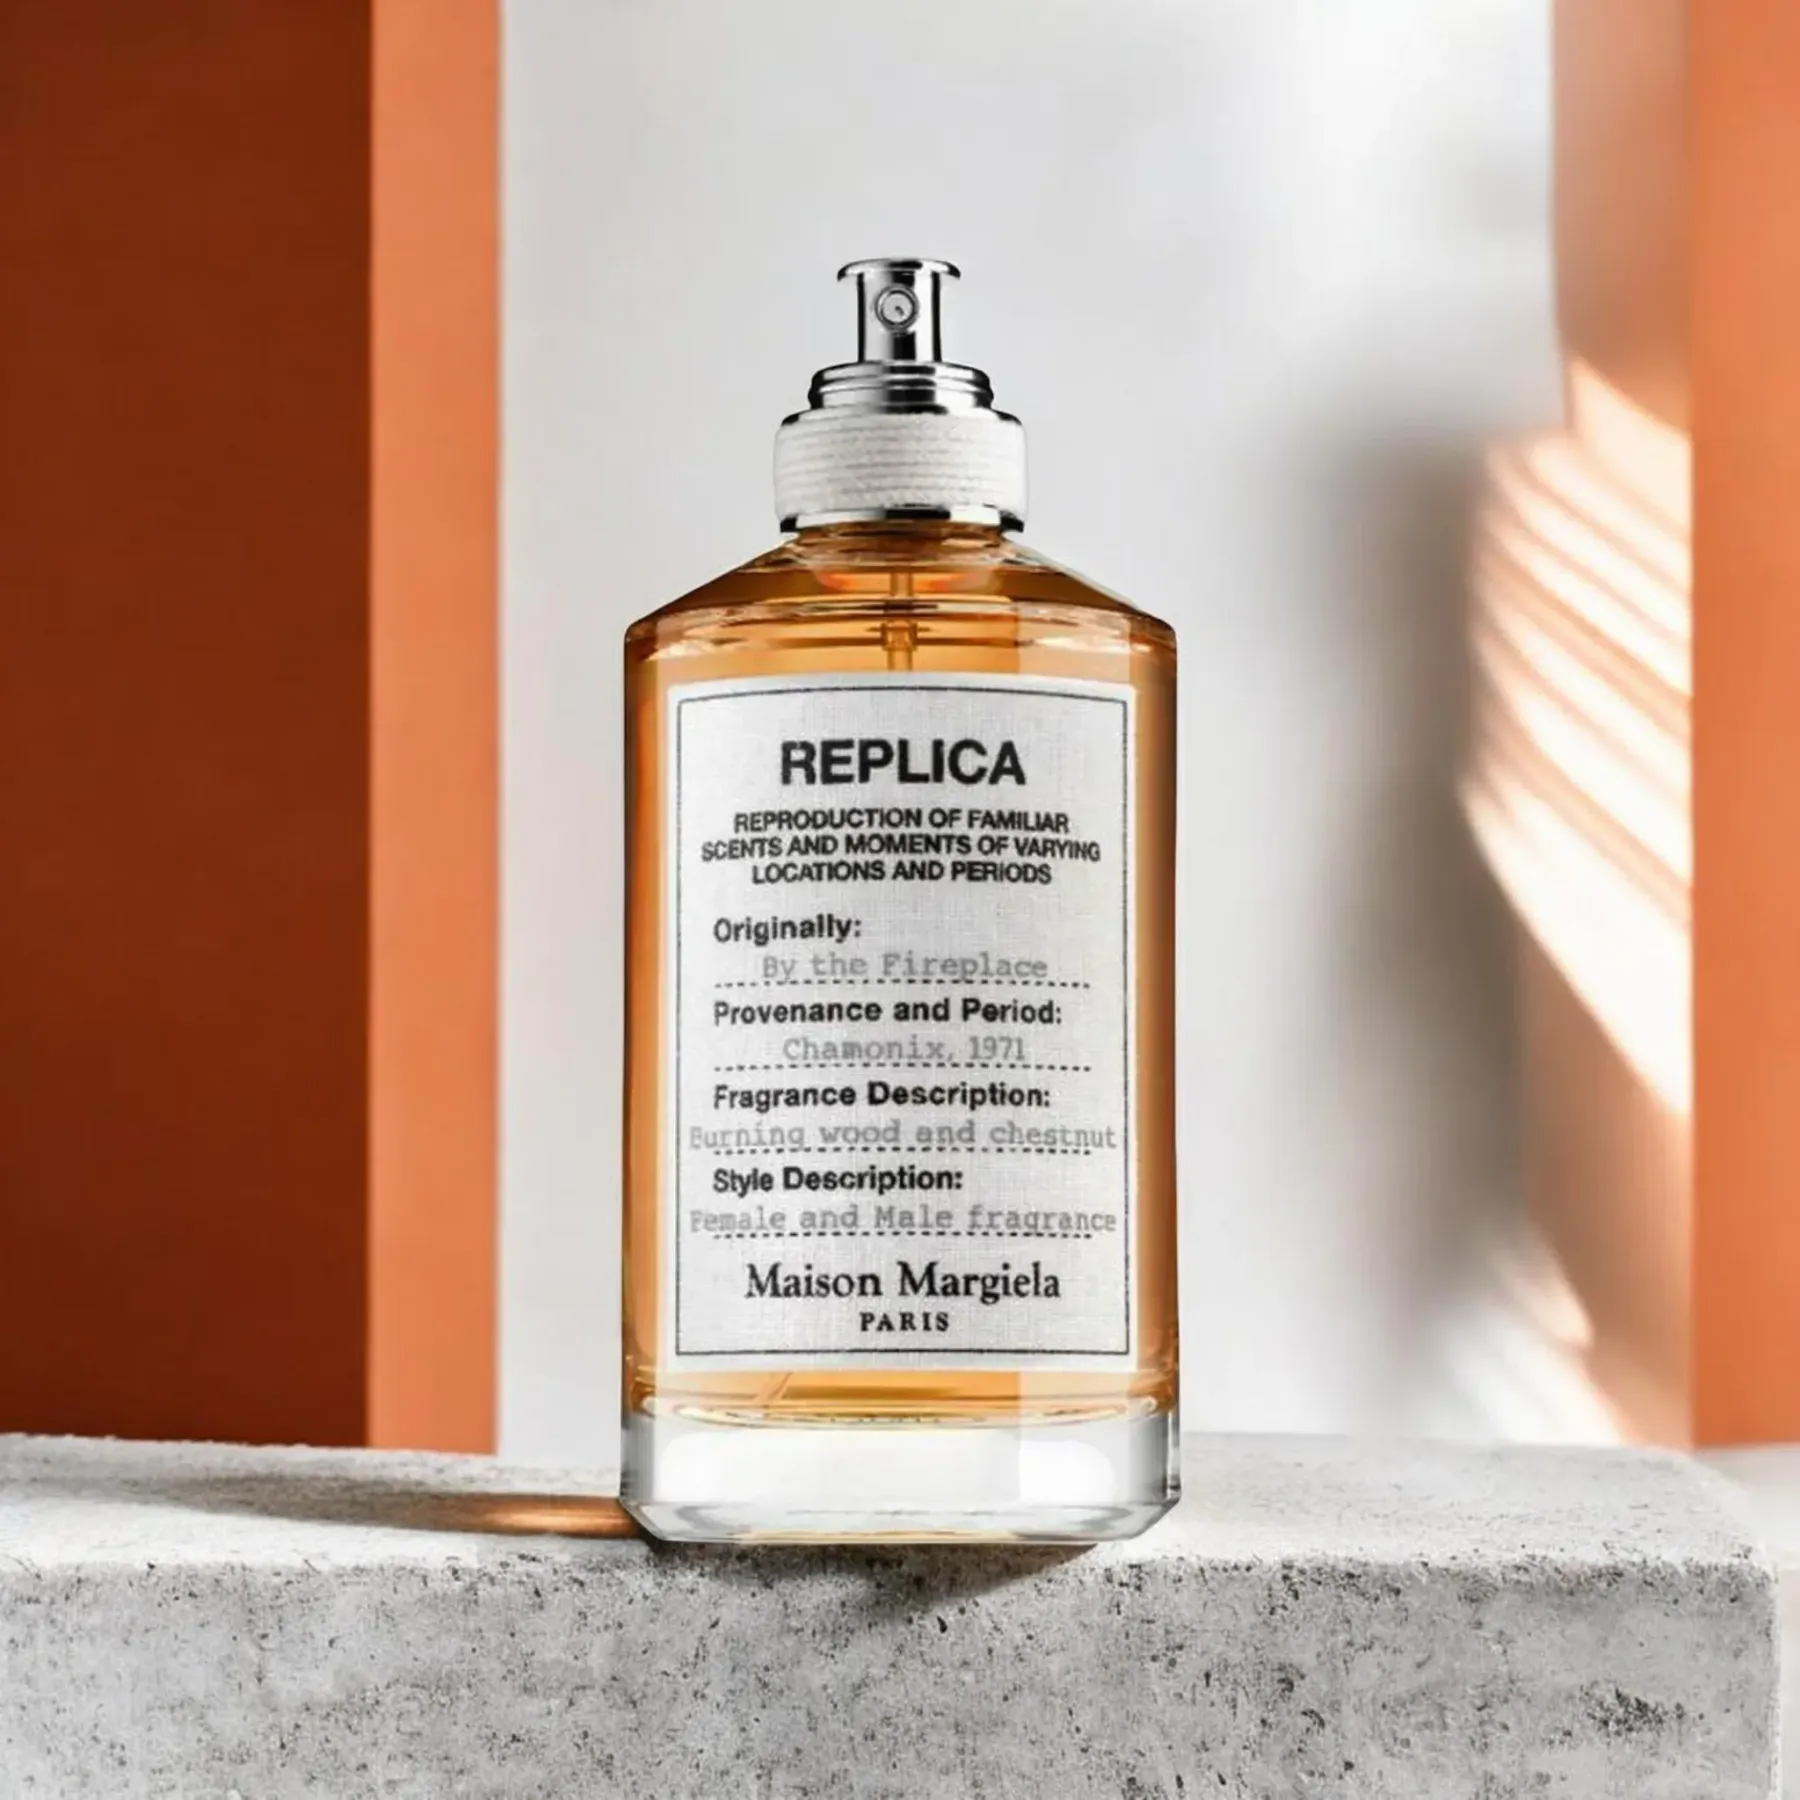 REPLICA
REPRODUCTION OF FAMILIAR
SCENTS AND MOMENTS OF VARYING
LOCATIONS AND PERIODS
Originally:
By the Fireplace
Provenance and Period:
Chamonix, 1971
Fragrance Description:
Burning wood and chestnut
Style Description:
Female and Male fragrance
Maison Margiela
PARIS